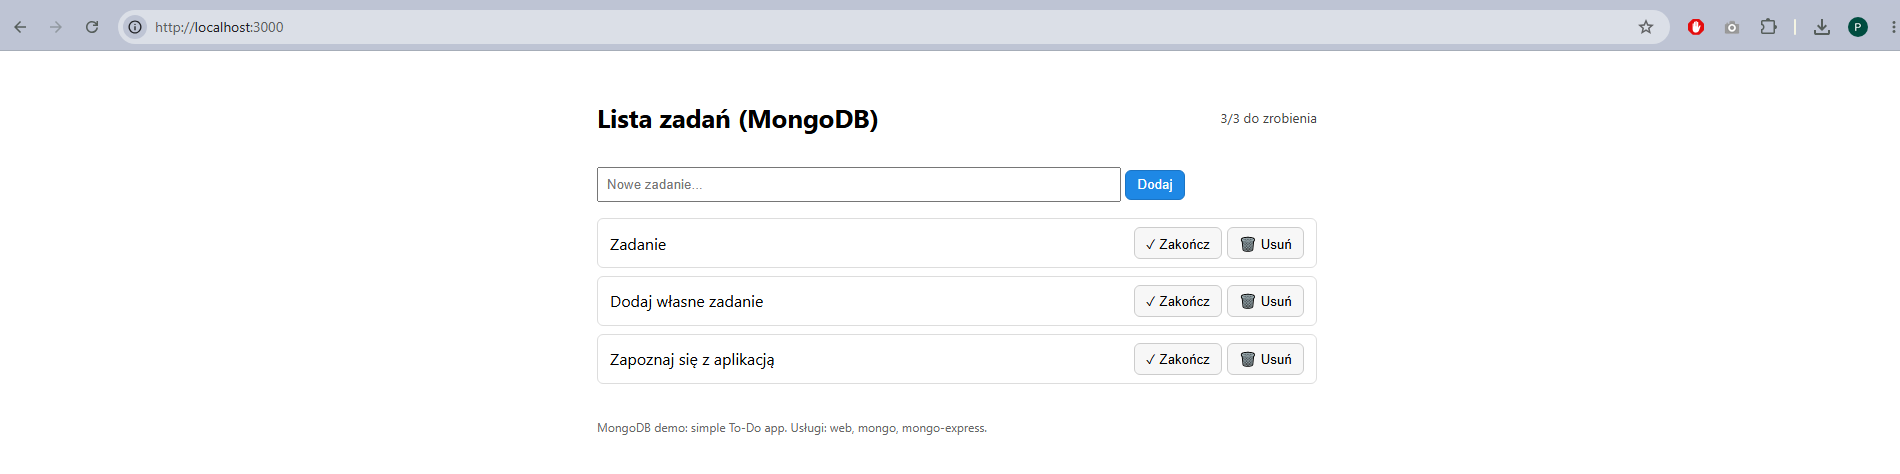 http://localhost:3000
P
Lista zadań (MongoDB)
3/3 do zrobienia
Nowe zadanie...
Dodaj
Zadanie
✓ Zakończ
Usuń
Dodaj własne zadanie
✓ Zakończ
Usuń
Zapoznaj się z aplikacją
✓ Zakończ
Usuń
MongoDB demo: simple To-Do app. Usługi: web, mongo, mongo-express.